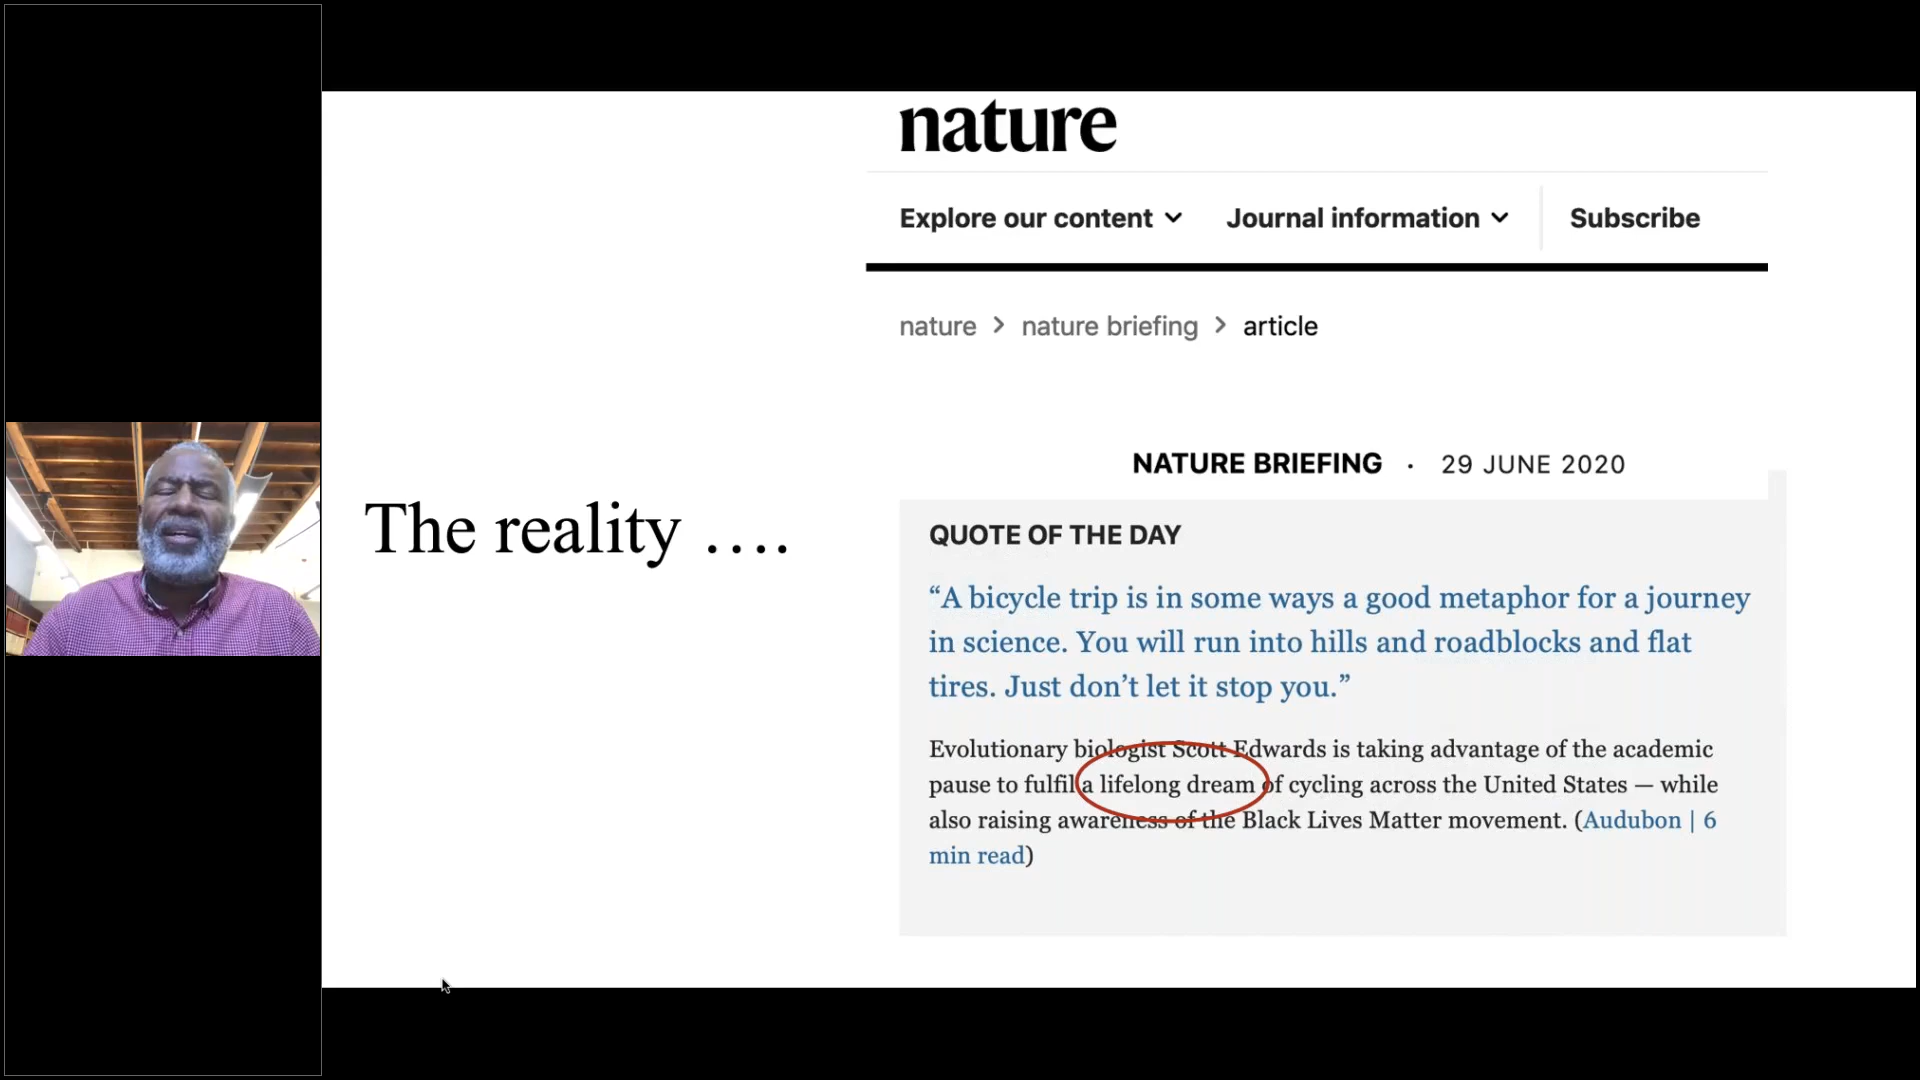 nature
Explore our content Journal information Subscribe
nature > nature briefing > article
NATURE BRIEFING · 29 JUNE 2020
The reality ….
QUOTE OF THE DAY
“A bicycle trip is in some ways a good metaphor for a journey
in science. You will run into hills and roadblocks and flat
tires. Just don’t let it stop you.”
Evolutionary biologist Scott Edwards is taking advantage of the academic
pause to fulfil a lifelong dream of cycling across the United States — while
also raising awareness of the Black Lives Matter movement. (Audubon | 6
min read)